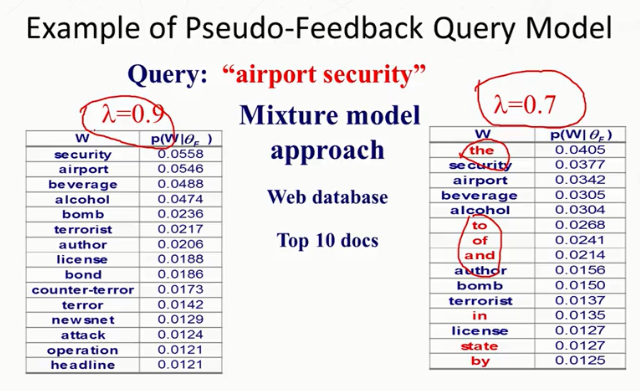 Example of Pseudo-Feedback Query Model
Query: “airport security”
λ=0.9
W p(W|θF )
security 0.0558
airport 0.0546
beverage 0.0488
alcohol 0.0474
bomb 0.0236
terrorist 0.0217
author 0.0206
license 0.0188
bond 0.0186
counter-terror 0.0173
terror 0.0142
newsnet 0.0129
attack 0.0124
operation 0.0121
headline 0.0121
Mixture model
approach
Web database
Top 10 docs
λ=0.7
W p(W|θF )
the 0.0405
security 0.0377
airport 0.0342
beverage 0.0305
alcohol 0.0304
to 0.0268
of 0.0241
and 0.0214
author 0.0156
bomb 0.0150
terrorist 0.0137
in 0.0135
license 0.0127
state 0.0127
by 0.0125